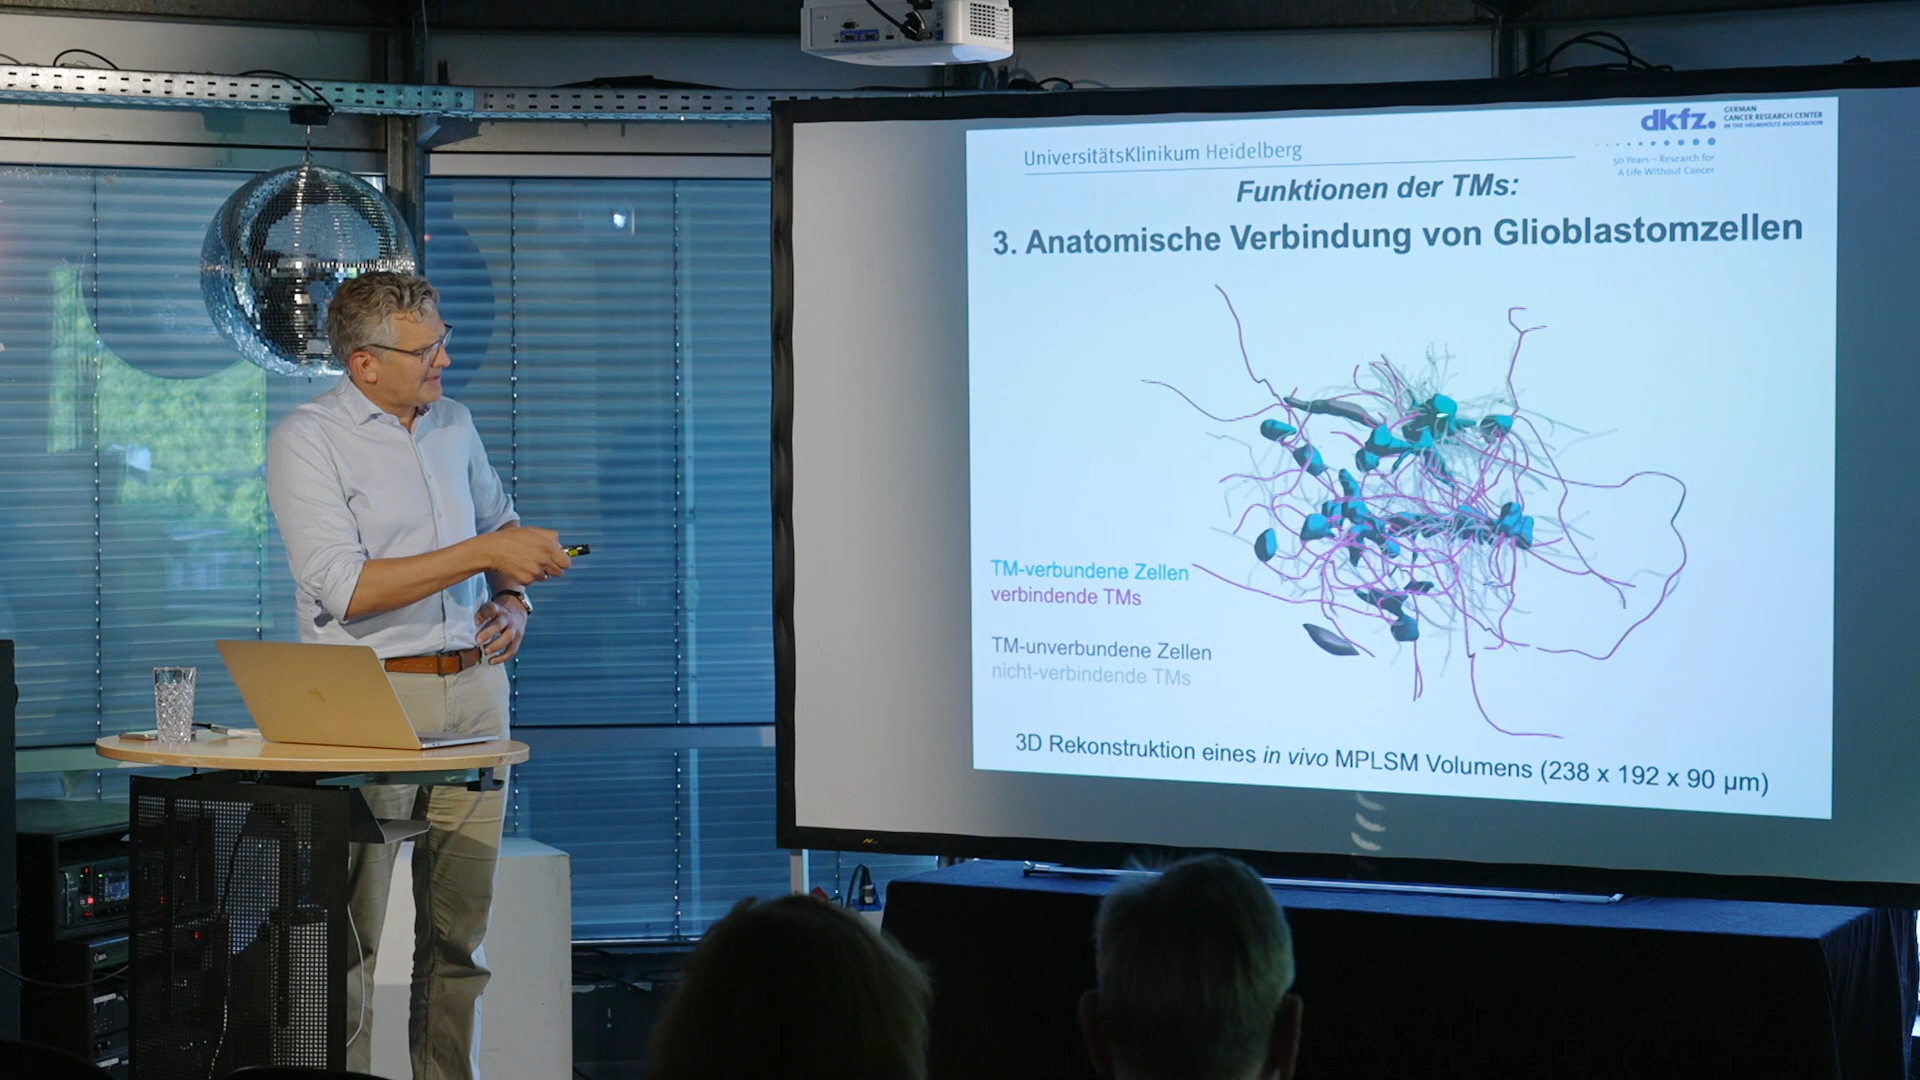 dkfz.
GERMAN
CANCER RESEARCH CENTER
IN THE HELMHOLTZ ASSOCIATION
50 Years – Research for
A Life Without Cancer
UniversitätsKlinikum Heidelberg
Funktionen der TMs:
3. Anatomische Verbindung von Glioblastomzellen
TM-verbundene Zellen
verbindende TMs
TM-unverbundene Zellen
nicht-verbindende TMs
3D Rekonstruktion eines in vivo MPLSM Volumens (238 x 192 x 90 µm)